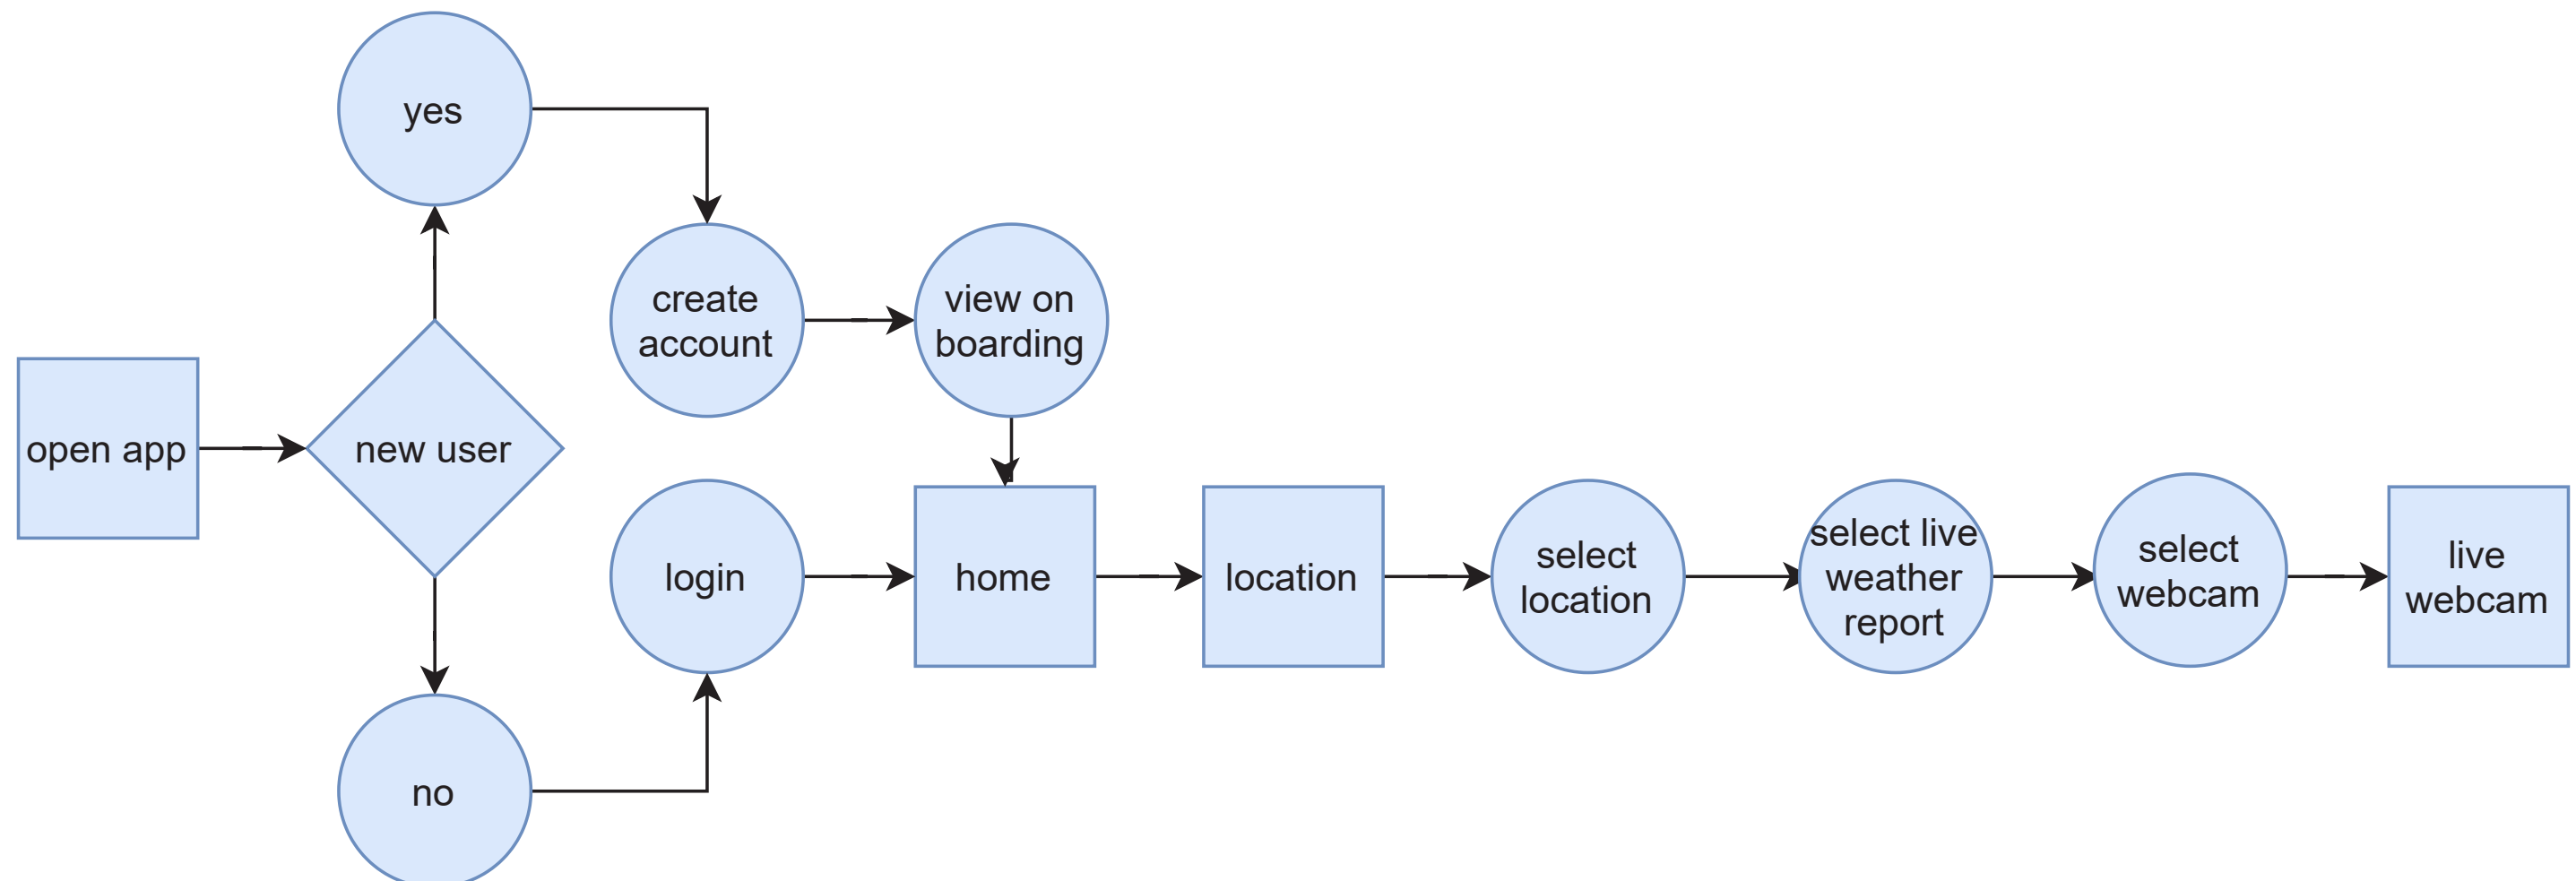 yes
create
account
view on
boarding
open app
new user
login
home
location
select
location
select live
weather
report
select
webcam
live
webcam
no